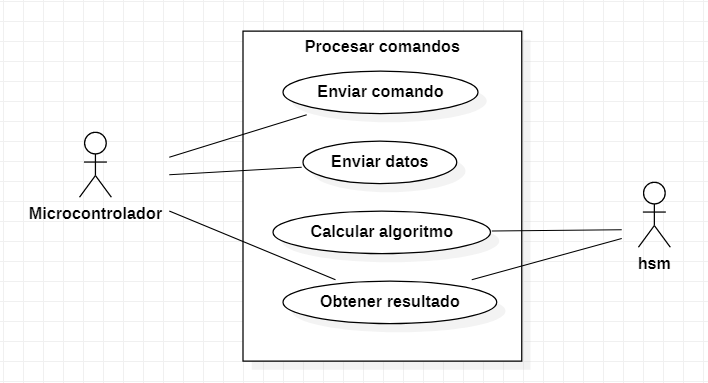 Procesar comandos
Enviar comando
Enviar datos
Microcontrolador
Calcular algoritmo
hsm
Obtener resultado